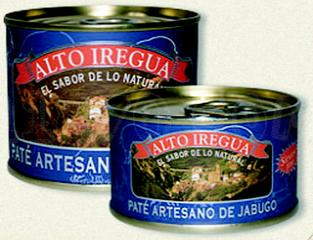 ALTO IREGUA
EL SABOR DE LO NATURAL
PATÉ ARTESAN
ALTO IREGUA
EL SABOR DE LO NATURAL
PATÉ ARTESANO DE JABUGO